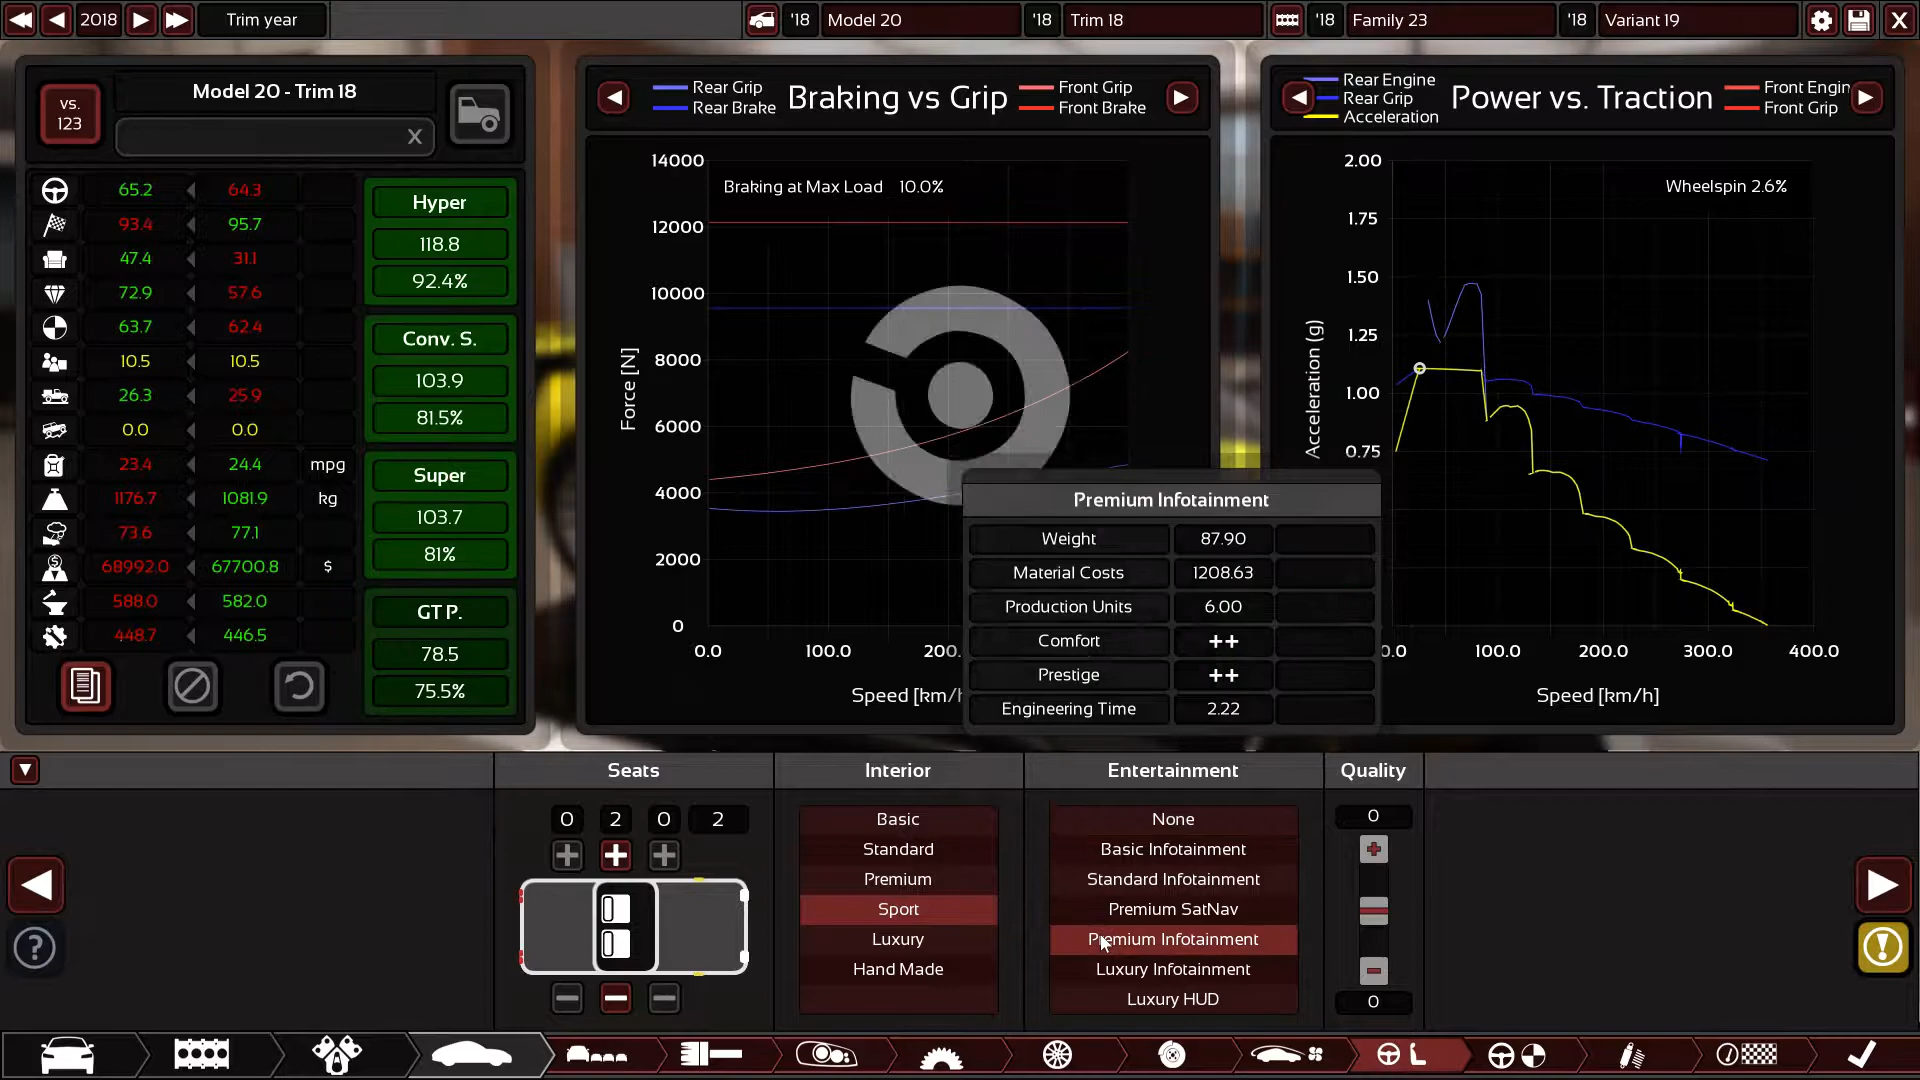 2018
Trim year
'18
Model 20
'18
Trim 18
'18
Family 23
'18
Variant 19
X
vs.
123
Model 20 - Trim 18
X
65.2 64.3
93.4 95.7
47.4 31.1
72.9 57.6
63.7 62.4
10.5 10.5
26.3 25.9
0.0 0.0
23.4 24.4 mpg
1176.7 1081.9 kg
73.6 77.1
68992.0 67700.8 $
588.0 582.0
448.7 446.5
Hyper
118.8
92.4%
Conv. S.
103.9
81.5%
Super
103.7
81%
GT P.
78.5
75.5%
Rear Grip
Rear Brake
Braking vs Grip
Front Grip
Front Brake
Braking at Max Load 10.0%
Force [N]
14000
12000
10000
8000
6000
4000
2000
0
0.0 100.0 200.
Speed [km/h
Rear Engine
Rear Grip
Acceleration
Power vs. Traction
Front Engin
Front Grip
Wheelspin 2.6%
Acceleration (g)
2.00
1.75
1.50
1.25
1.00
0.75
0.0 100.0 200.0 300.0 400.0
Speed [km/h]
Premium Infotainment
Weight 87.90
Material Costs 1208.63
Production Units 6.00
Comfort ++
Prestige ++
Engineering Time 2.22
Seats
0 2 0 2
Interior
Basic
Standard
Premium
Sport
Luxury
Hand Made
Entertainment
None
Basic Infotainment
Standard Infotainment
Premium SatNav
Premium Infotainment
Luxury Infotainment
Luxury HUD
Quality
0
0
?